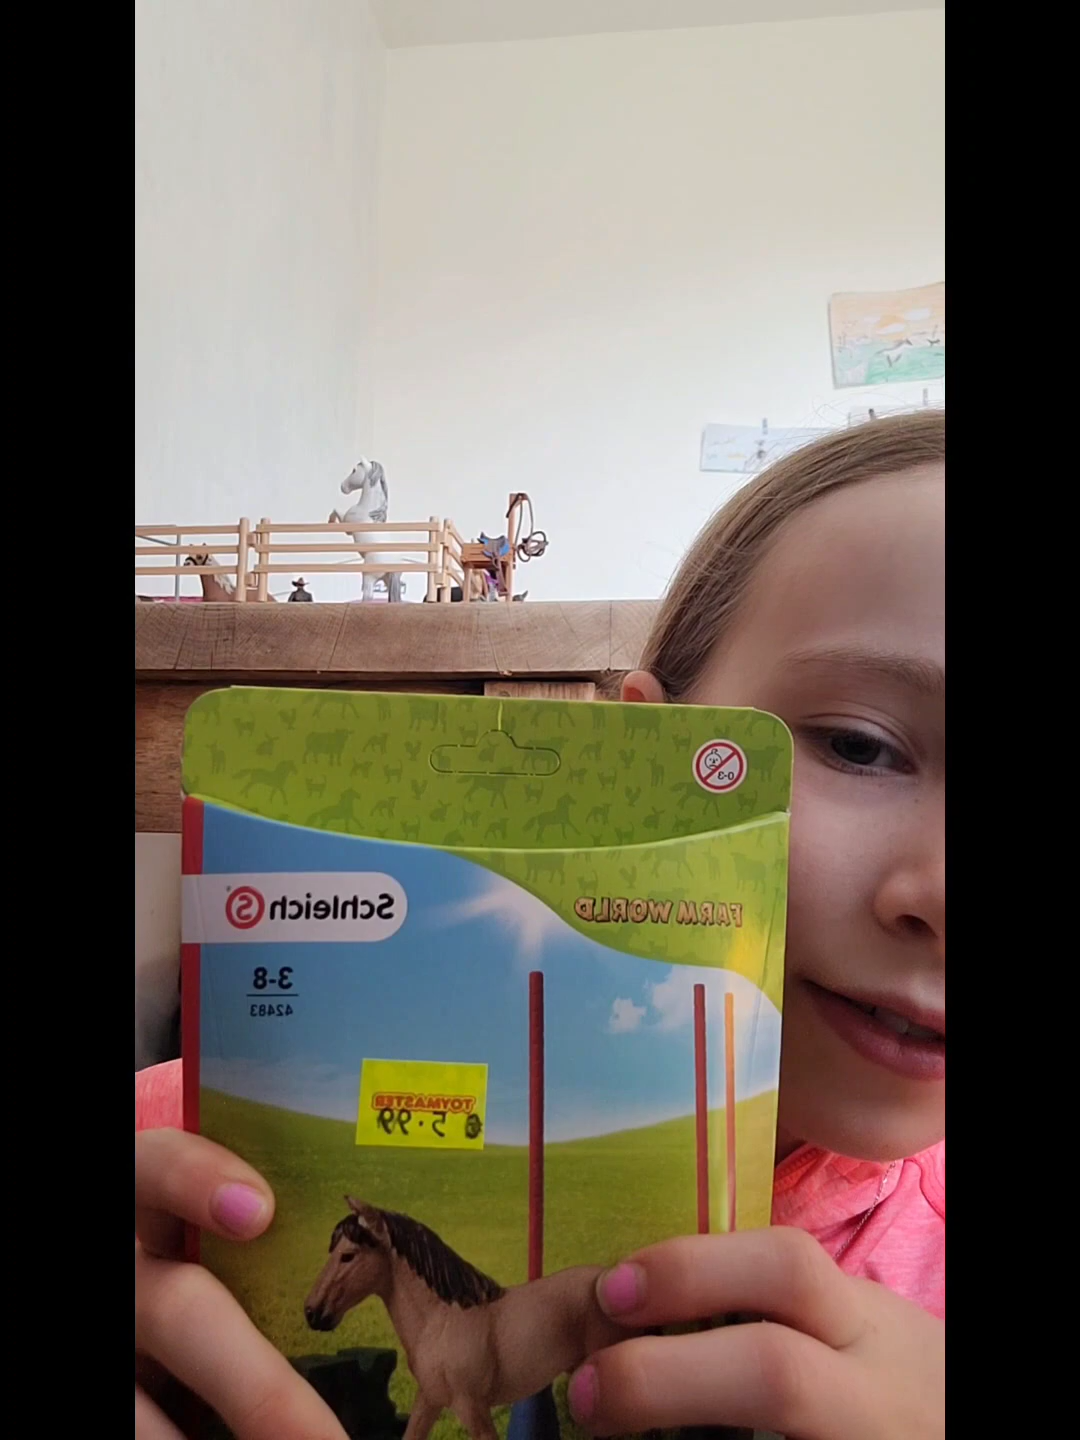 0-3
FARM WORLD
Schleich S
3-8
42483
TOYMASTER
€ 5.99